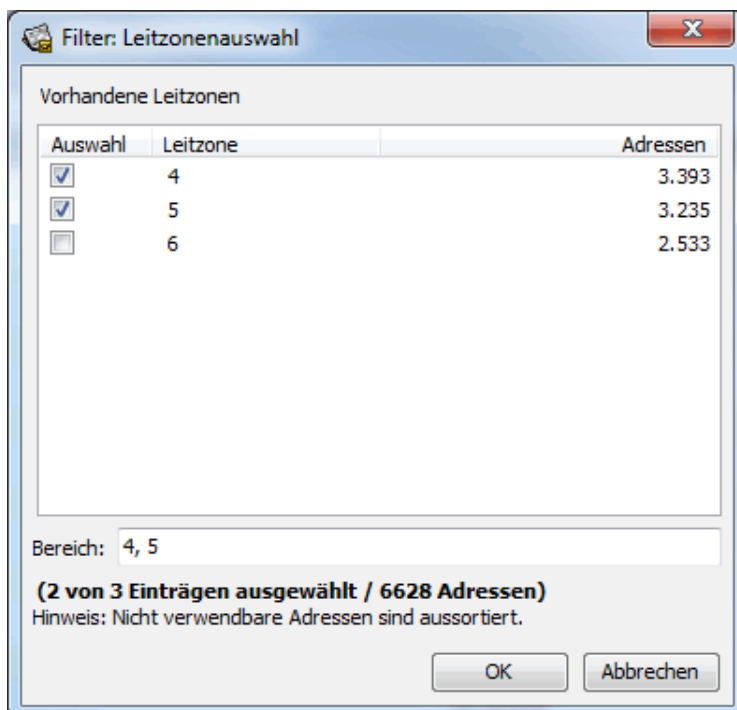 Filter: Leitzonenauswahl
Vorhandene Leitzonen
Auswahl Leitzone Adressen
4 3.393
5 3.235
6 2.533
Bereich: 4, 5
(2 von 3 Einträgen ausgewählt / 6628 Adressen)
Hinweis: Nicht verwendbare Adressen sind aussortiert.
OK Abbrechen